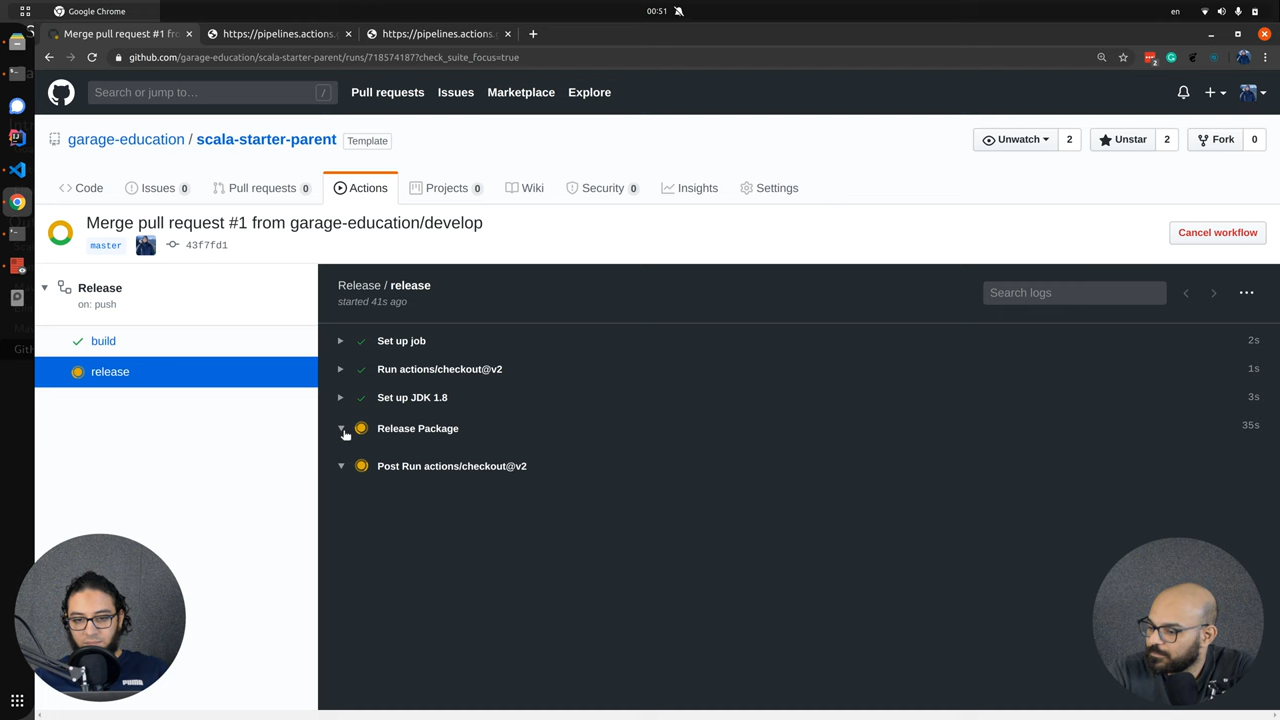 Google Chrome
00:51
en
Merge pull request #1 fro
https://pipelines.actions.g
https://pipelines.actions.g
github.com/garage-education/scala-starter-parent/runs/718574187?check_suite_focus=true
2
Search or jump to…
/
Pull requests
Issues
Marketplace
Explore
garage-education / scala-starter-parent
Template
Unwatch
2
Unstar
2
Fork
0
Code
Issues 0
Pull requests 0
Actions
Projects 0
Wiki
Security 0
Insights
Settings
Merge pull request #1 from garage-education/develop
master
43f7fd1
Cancel workflow
Release
on: push
build
release
Release / release
started 41s ago
Search logs
Set up job
2s
Run actions/checkout@v2
1s
Set up JDK 1.8
3s
Release Package
35s
Post Run actions/checkout@v2